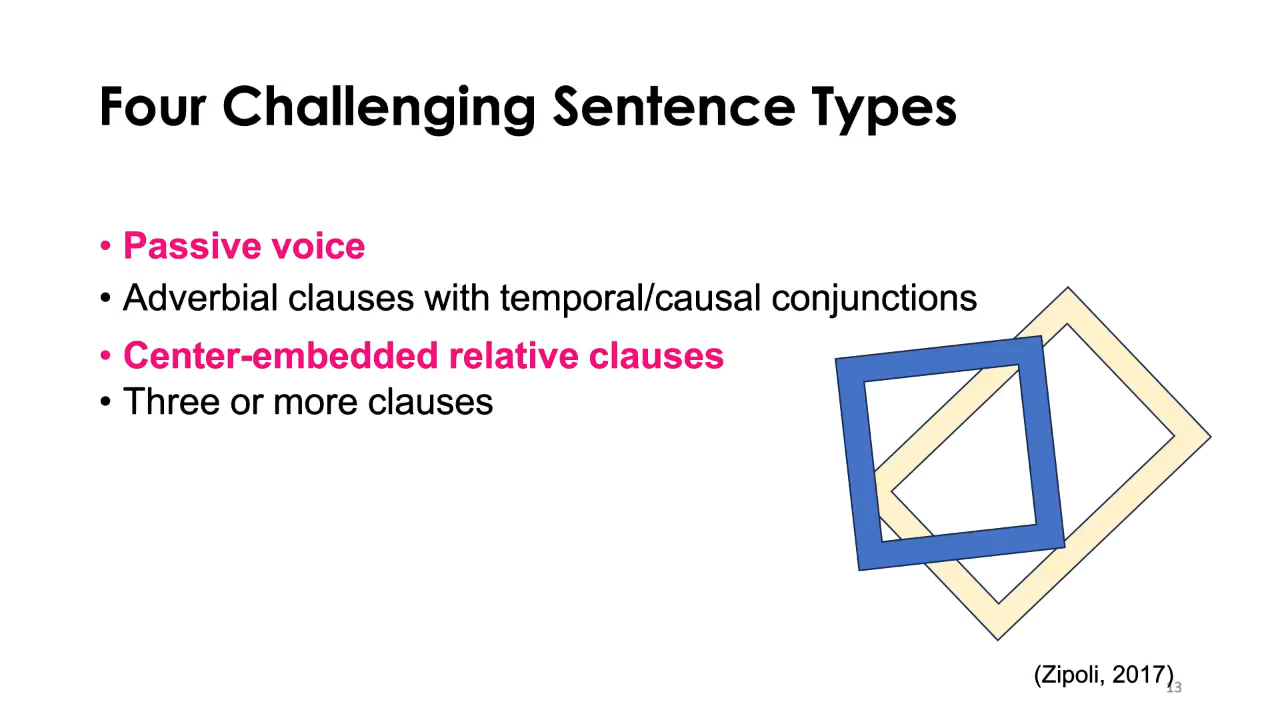 Four Challenging Sentence Types
• Passive voice
• Adverbial clauses with temporal/causal conjunctions
• Center-embedded relative clauses
• Three or more clauses
(Zipoli, 2017)
13